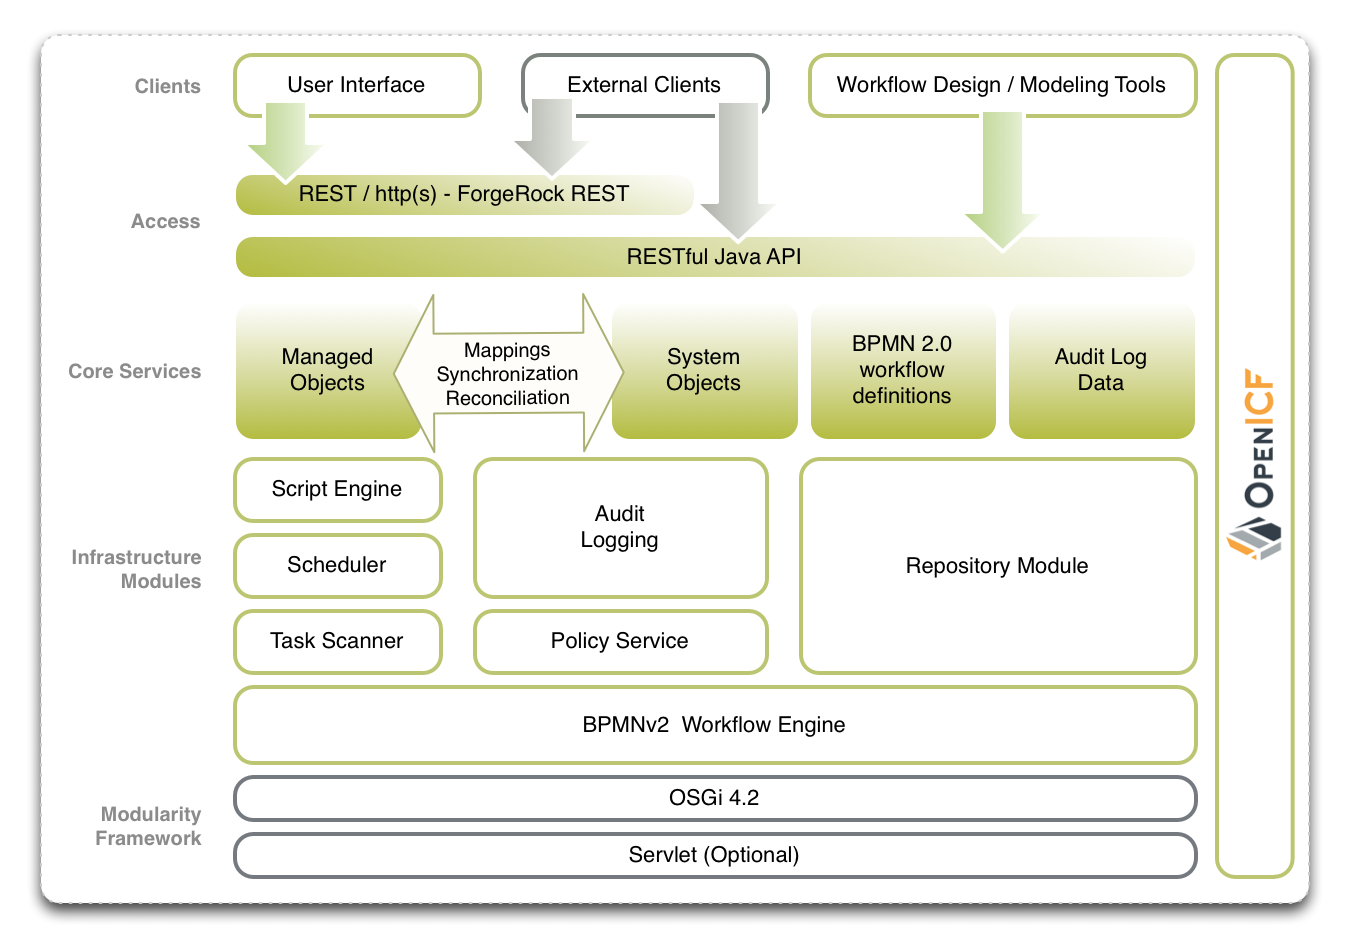 Clients
User Interface
External Clients
Workflow Design / Modeling Tools
Access
REST / http(s) - ForgeRock REST
RESTful Java API
Core Services
Managed
Objects
Mappings
Synchronization
Reconciliation
System
Objects
BPMN 2.0
workflow
definitions
Audit Log
Data
Infrastructure
Modules
Script Engine
Scheduler
Task Scanner
Audit
Logging
Policy Service
Repository Module
BPMNv2  Workflow Engine
Modularity
Framework
OSGi 4.2
Servlet (Optional)
OPENICF